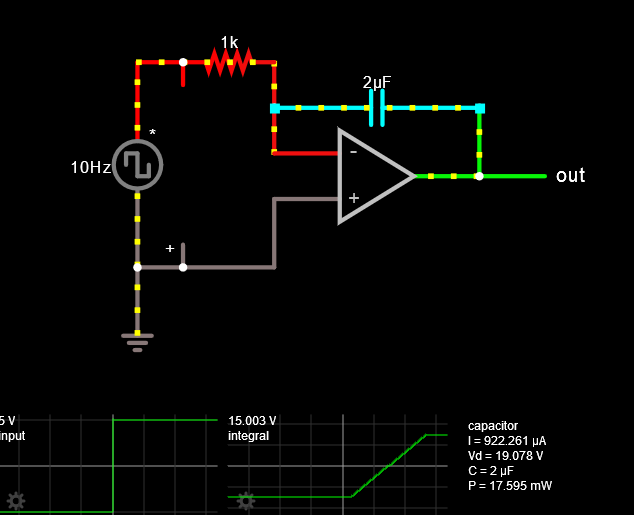 1k
2μF
*
10Hz
-
+
out
+
5 V
input
15.003 V
integral
capacitor
I = 922.261 μA
Vd = 19.078 V
C = 2 μF
P = 17.595 mW